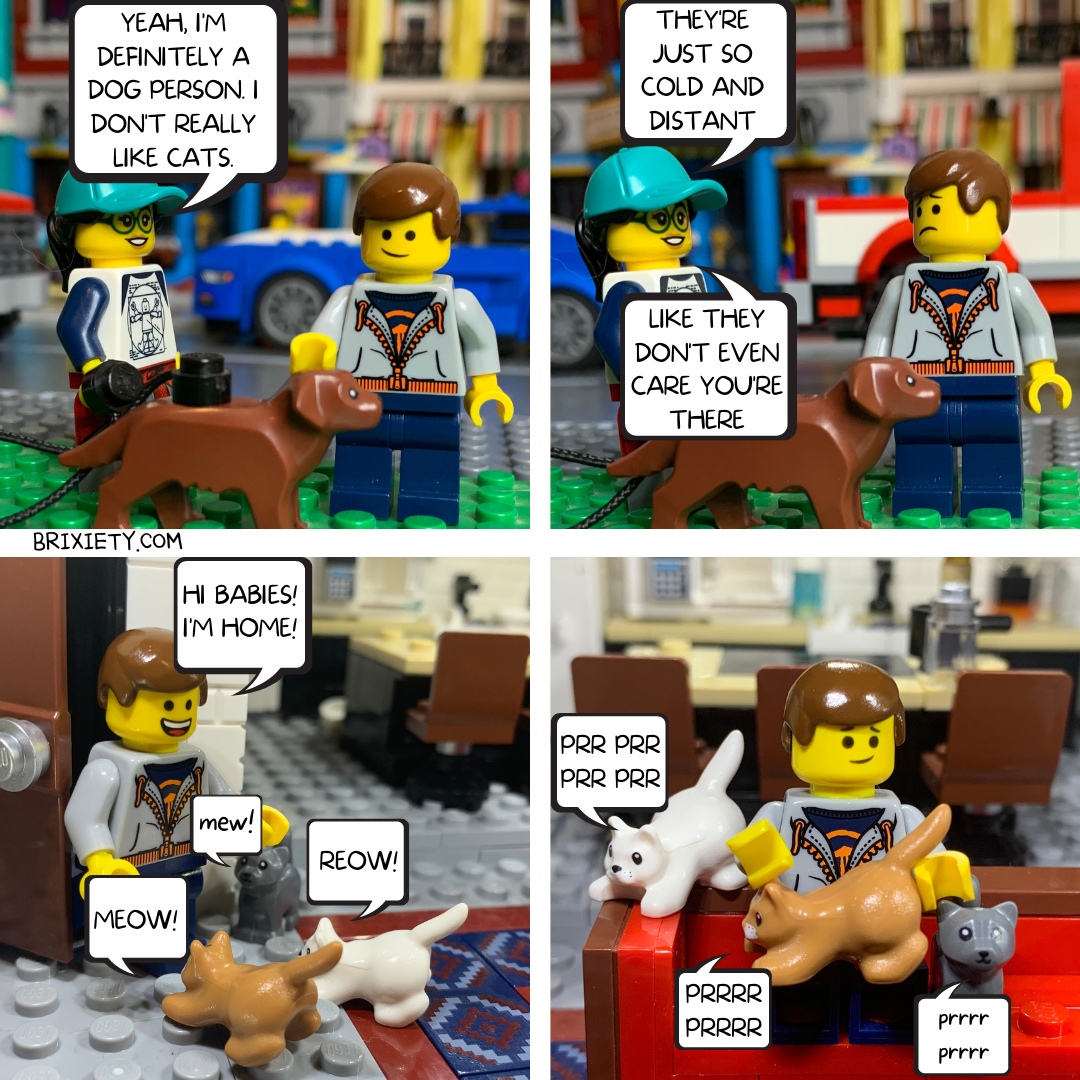 YEAH, I'M
DEFINITELY A
DOG PERSON. I
DON'T REALLY
LIKE CATS.
THEY'RE
JUST SO
COLD AND
DISTANT
LIKE THEY
DON'T EVEN
CARE YOU'RE
THERE
BRIXIETY.COM
HI BABIES!
I'M HOME!
mew!
REOW!
MEOW!
PRR PRR
PRR PRR
PRRRR
PRRRR
prrrr
prrrr